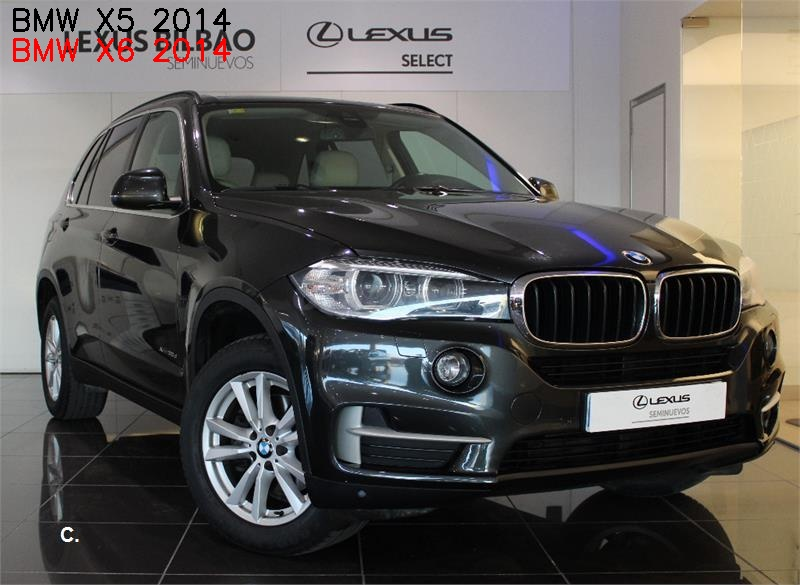 BMW X5 2014
BMW X6 2014
LEXUS BILBAO
SEMINUEVOS
LEXUS
SELECT
LEXUS
SEMINUEVOS
C.